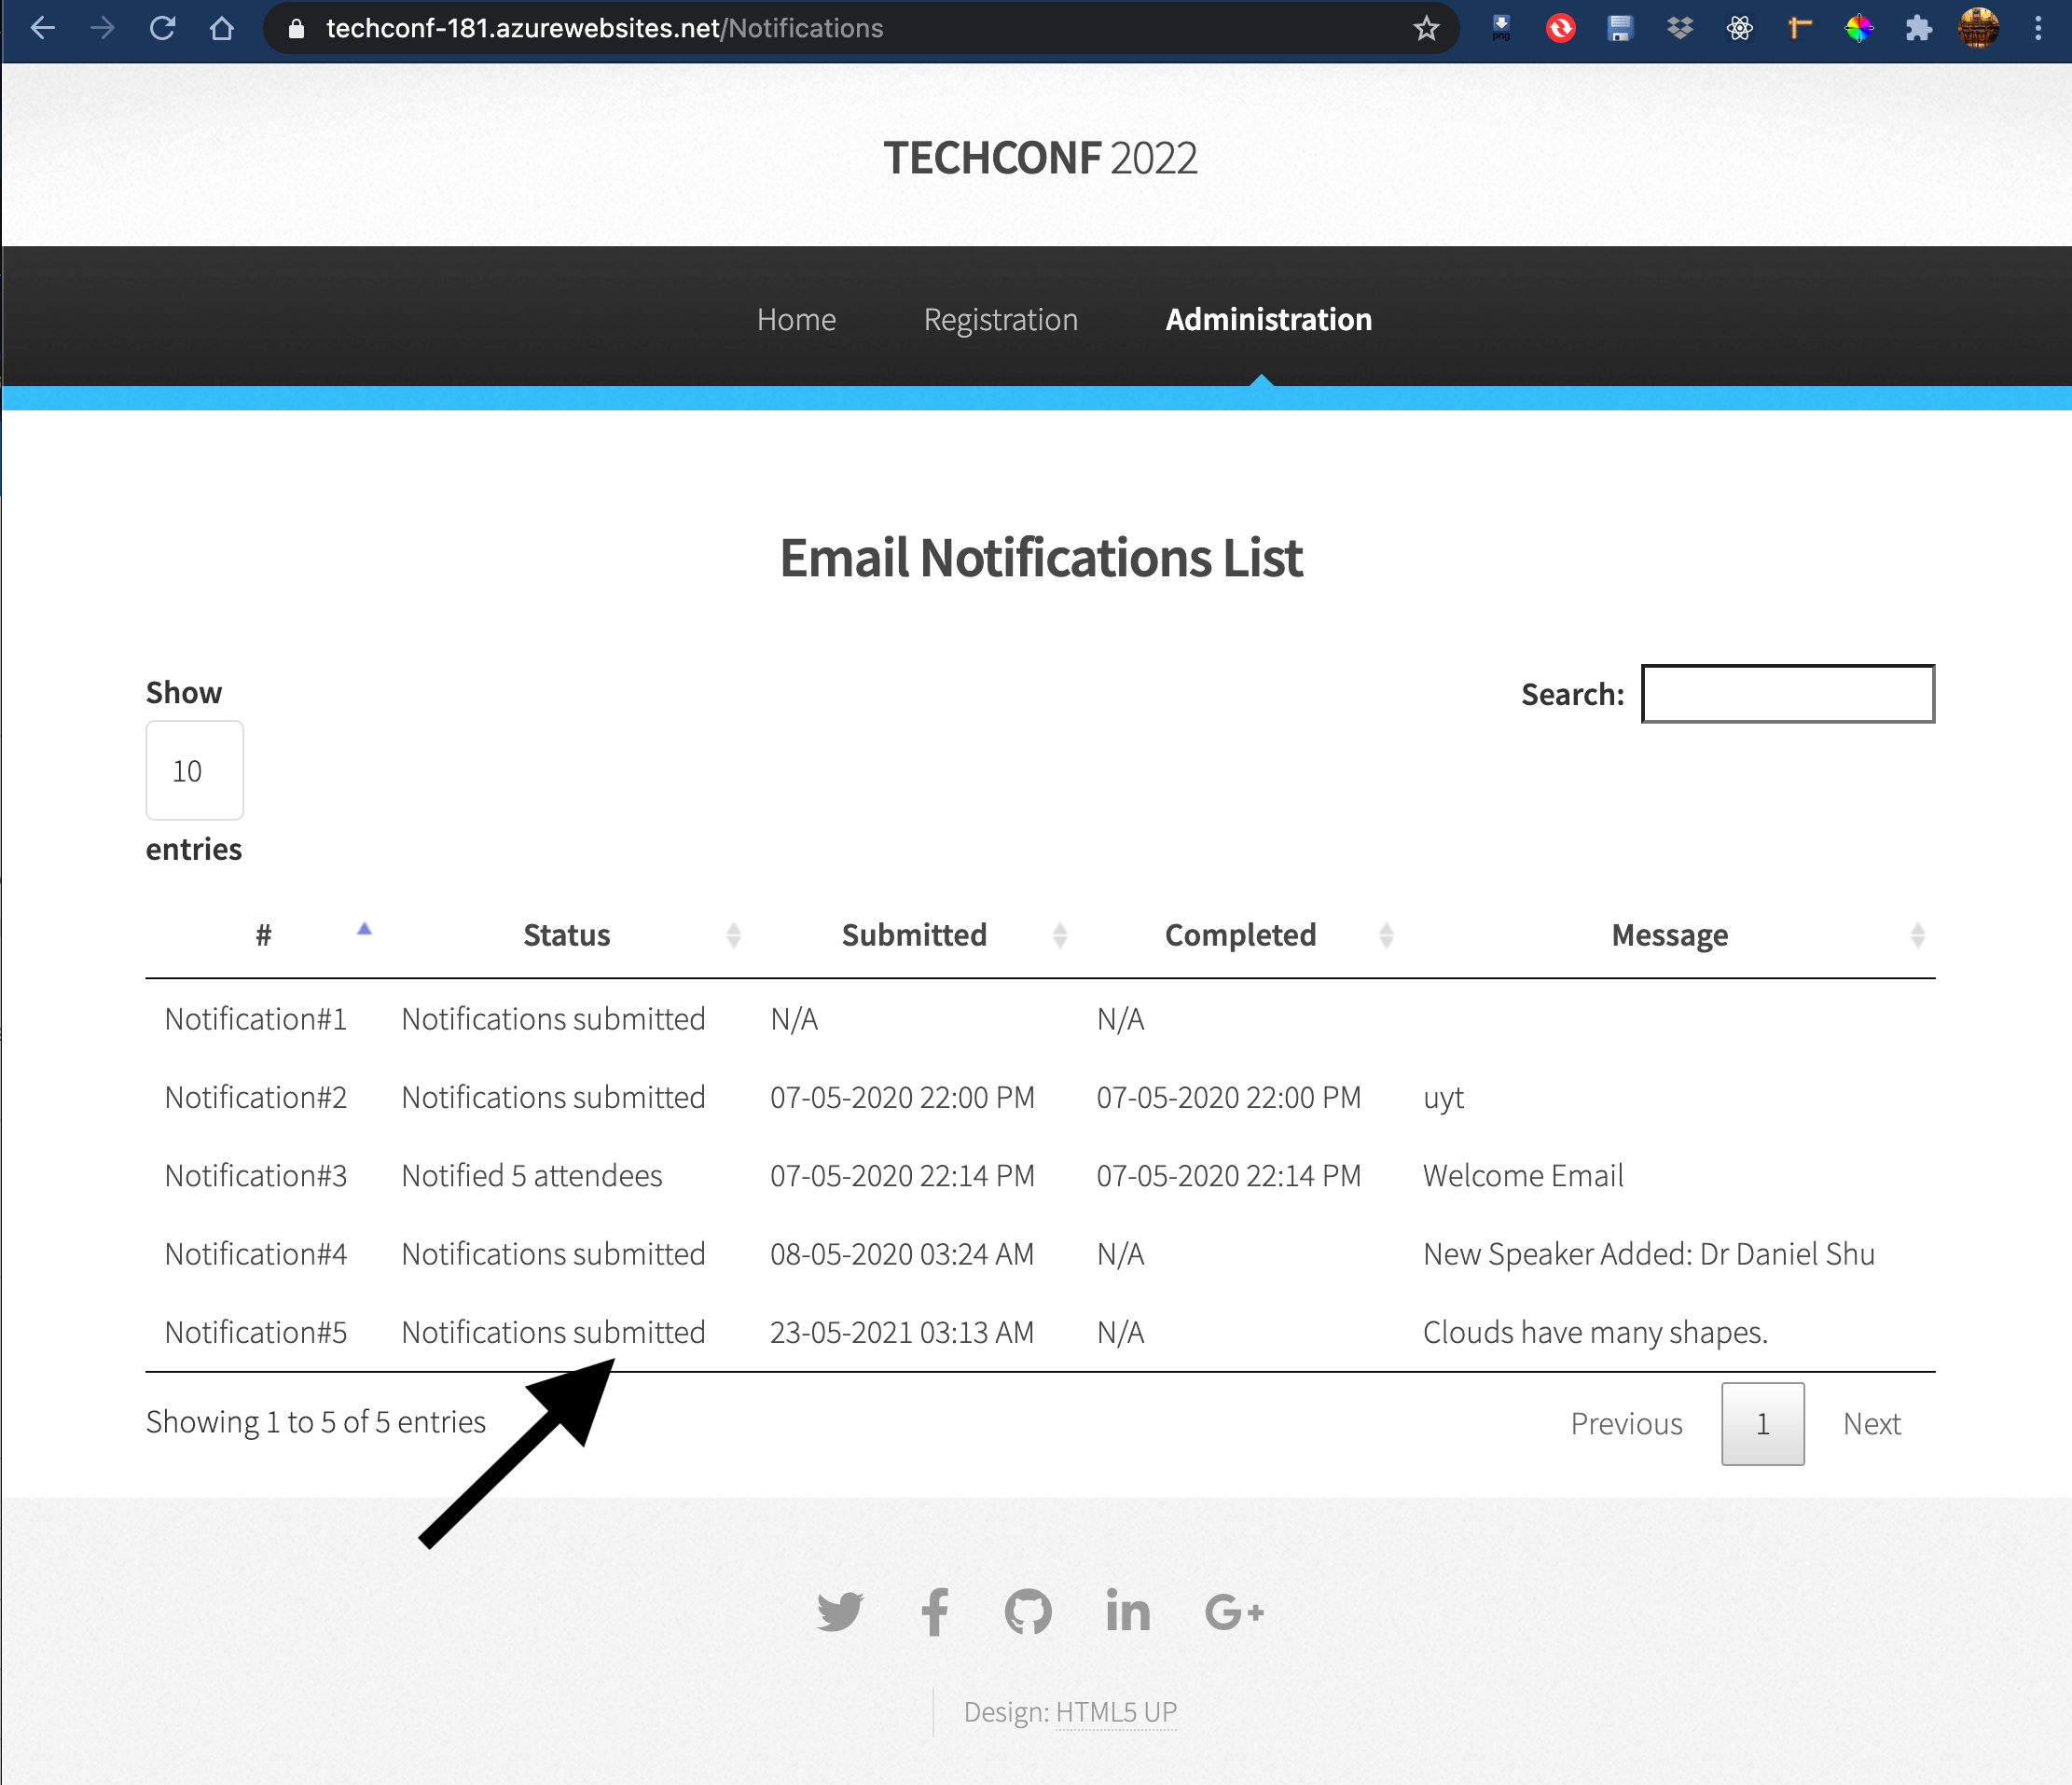 techconf-181.azurewebsites.net/Notifications
png
TECHCONF 2022
Home Registration Administration
Email Notifications List
Show
Search:
10
entries
# Status Submitted Completed Message
Notification#1 Notifications submitted N/A N/A
Notification#2 Notifications submitted 07-05-2020 22:00 PM 07-05-2020 22:00 PM uyt
Notification#3 Notified 5 attendees 07-05-2020 22:14 PM 07-05-2020 22:14 PM Welcome Email
Notification#4 Notifications submitted 08-05-2020 03:24 AM N/A New Speaker Added: Dr Daniel Shu
Notification#5 Notifications submitted 23-05-2021 03:13 AM N/A Clouds have many shapes.
Showing 1 to 5 of 5 entries
Previous 1 Next
Design: HTML5 UP